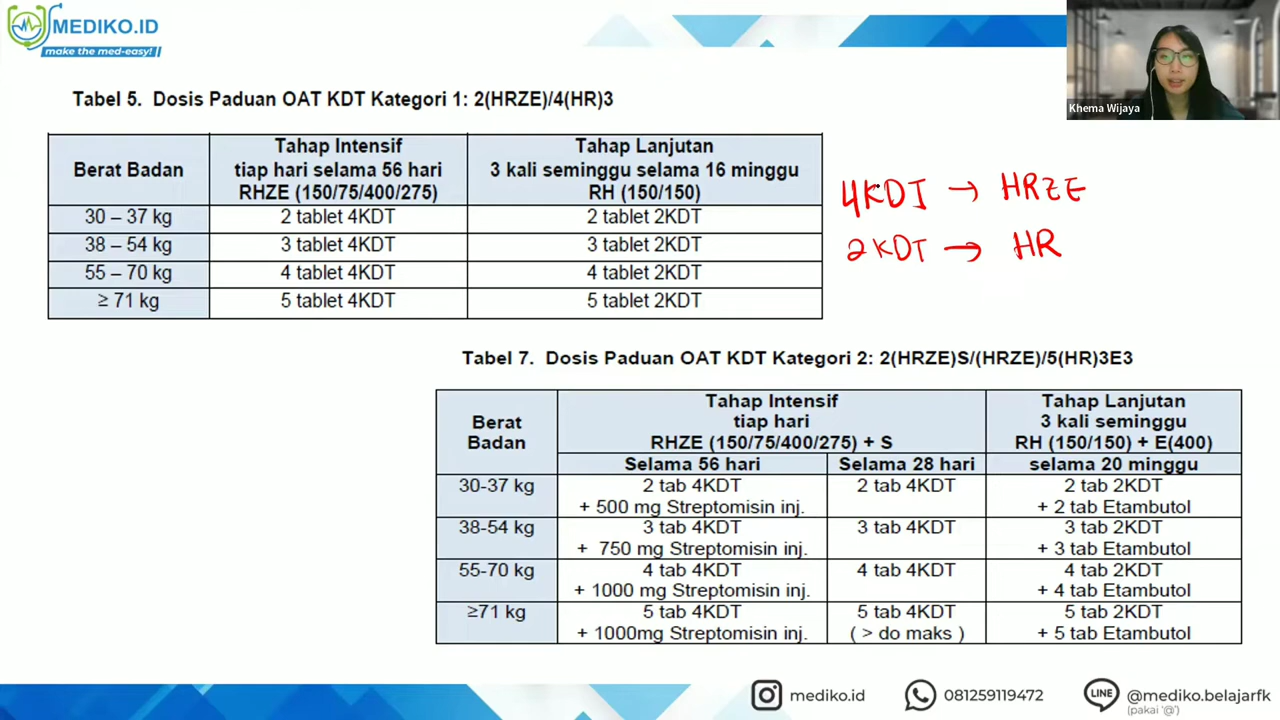 MEDIKO.ID
make the med-easy!
Khema Wijaya
Tabel 5. Dosis Paduan OAT KDT Kategori 1: 2(HRZE)/4(HR)3
Berat Badan
Tahap Intensif
tiap hari selama 56 hari
RHZE (150/75/400/275)
Tahap Lanjutan
3 kali seminggu selama 16 minggu
RH (150/150)
30 – 37 kg 2 tablet 4KDT 2 tablet 2KDT
38 – 54 kg 3 tablet 4KDT 3 tablet 2KDT
55 – 70 kg 4 tablet 4KDT 4 tablet 2KDT
≥ 71 kg 5 tablet 4KDT 5 tablet 2KDT
4KDT → HRZE
2KDT → HR
Tabel 7. Dosis Paduan OAT KDT Kategori 2: 2(HRZE)S/(HRZE)/5(HR)3E3
Berat
Badan
Tahap Intensif
tiap hari
RHZE (150/75/400/275) + S
Tahap Lanjutan
3 kali seminggu
RH (150/150) + E(400)
Selama 56 hari Selama 28 hari selama 20 minggu
30-37 kg 2 tab 4KDT 2 tab 4KDT 2 tab 2KDT
+ 500 mg Streptomisin inj. + 2 tab Etambutol
38-54 kg 3 tab 4KDT 3 tab 4KDT 3 tab 2KDT
+ 750 mg Streptomisin inj. + 3 tab Etambutol
55-70 kg 4 tab 4KDT 4 tab 4KDT 4 tab 2KDT
+ 1000 mg Streptomisin inj. + 4 tab Etambutol
≥71 kg 5 tab 4KDT 5 tab 4KDT 5 tab 2KDT
+ 1000mg Streptomisin inj. ( > do maks ) + 5 tab Etambutol
mediko.id
081259119472
LINE
@mediko.belajarfk
(pakai '@')